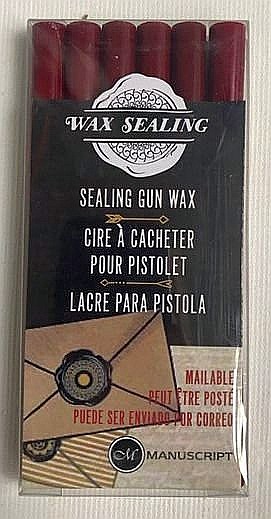 WAX SEALING
SEALING GUN WAX
CIRE À CACHETER
POUR PISTOLET
LACRE PARA PISTOLA
MAILABLE
PEUT ÊTRE POSTÉ
PUEDE SER ENVIADO POR CORREO
M MANUSCRIPT